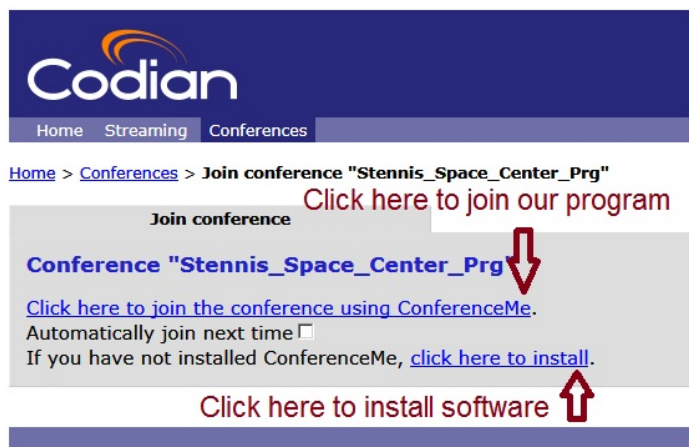 Codian
Home Streaming Conferences
Home > Conferences > Join conference "Stennis_Space_Center_Prg"
Click here to join our program
Join conference
Conference "Stennis_Space_Center_Prg"
Click here to join the conference using ConferenceMe.
Automatically join next time
If you have not installed ConferenceMe, click here to install.
Click here to install software